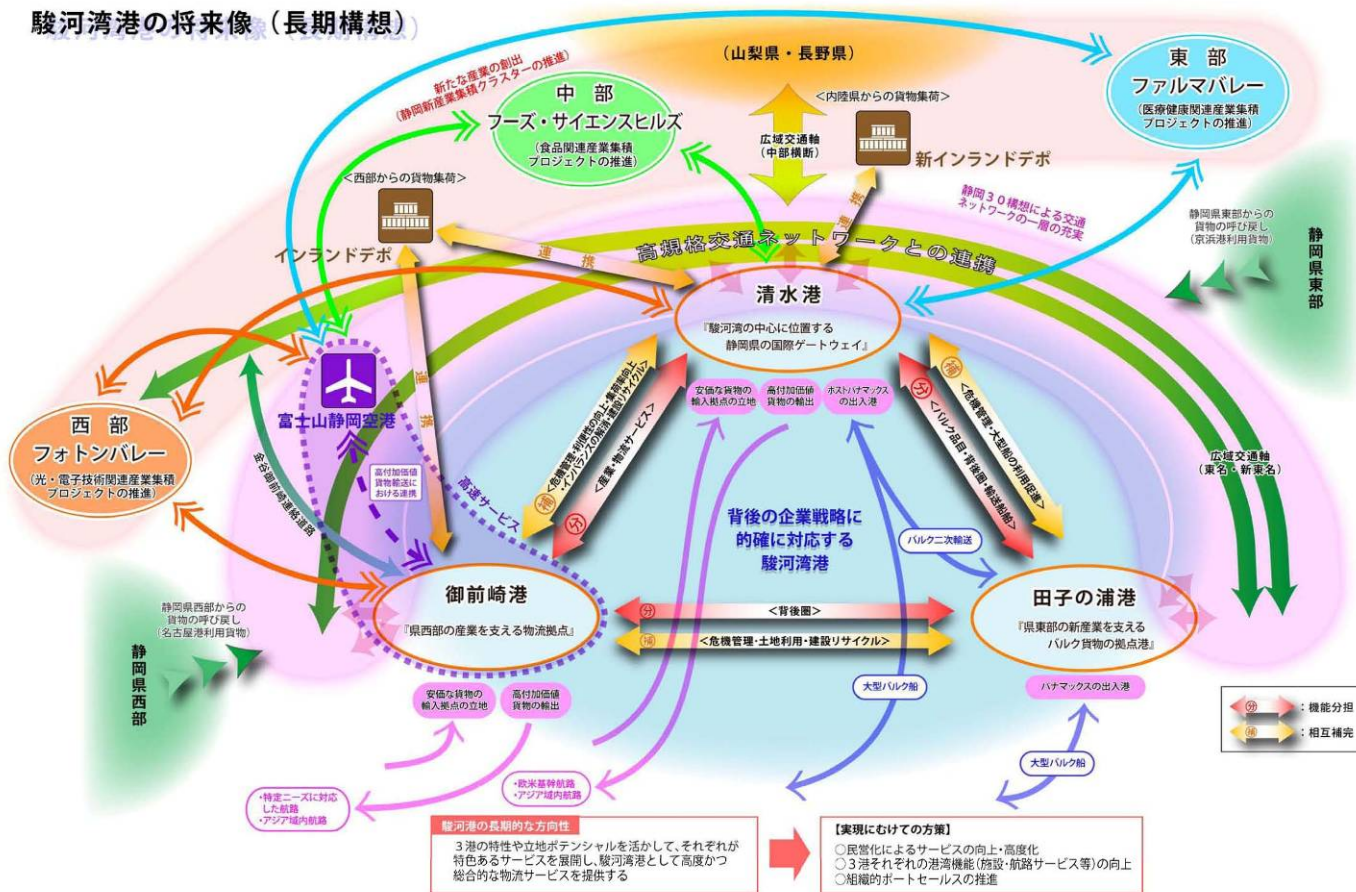 駿河湾港の将来像（長期構想）
（山梨県・長野県）
東部
ファルマバレー
（医療健康関連産業集積
プロジェクトの推進）
新たな産業の創出
（静岡新産業集積クラスターの推進）
中部
フーズ・サイエンスヒルズ
（食品関連産業集積
プロジェクトの推進）
＜内陸県からの貨物集荷＞
新インランドデポ
広域交通軸
（中部横断）
連携
＜西部からの貨物集荷＞
インランドデポ
連携
静岡３０構想による交通
ネットワークの一層の充実
静岡県東部からの
貨物の呼び戻し
（京浜港利用貨物）
静岡県東部
高規格交通ネットワークとの連携
清水港
『駿河湾の中心に位置する
静岡県の国際ゲートウェイ』
安価な貨物の
輸入拠点の立地
高付加価値
貨物の輸出
ポストパナマックス
の出入港
富士山静岡空港
連携
西部
フォトンバレー
（光・電子技術関連産業集積
プロジェクトの推進）
金谷御前崎連絡道路
高付加価値
貨物輸送に
おける連携
高速サービス
補
＜危機管理・利便性の向上・集荷率向上
・インバランスの解消・建設リサイクル＞
分
＜産業・物流サービス＞
補
＜危機管理・大型船の利用促進＞
分
＜バルク品目・背後圏・輸送船舶＞
広域交通軸
（東名・新東名）
背後の企業戦略に
的確に対応する
駿河湾港
バルク二次輸送
御前崎港
『県西部の産業を支える物流拠点』
分
＜背後圏＞
補
＜危機管理・土地利用・建設リサイクル＞
田子の浦港
『県東部の新産業を支える
バルク貨物の拠点港』
静岡県西部からの
貨物の呼び戻し
（名古屋港利用貨物）
静岡県西部
安価な貨物の
輸入拠点の立地
高付加価値
貨物の輸出
大型バルク船
パナマックスの出入港
大型バルク船
分
：機能分担
補
：相互補完
・特定ニーズに対応
した航路
・アジア域内航路
・欧米基幹航路
・アジア域内航路
駿河港の長期的な方向性
３港の特性や立地ポテンシャルを活かして、それぞれが
特色あるサービスを展開し、駿河湾港として高度かつ
総合的な物流サービスを提供する
【実現にむけての方策】
○民営化によるサービスの向上・高度化
○３港それぞれの港湾機能（施設・航路サービス等）の向上
○組織的ポートセールスの推進